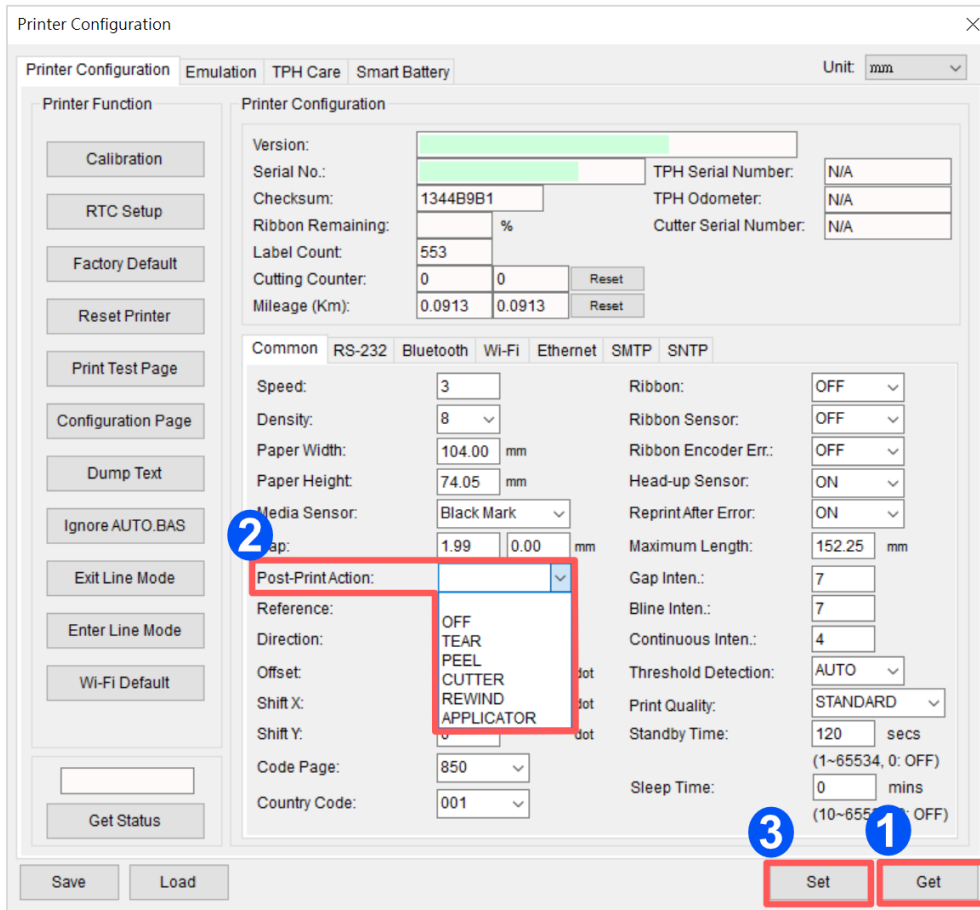 Printer Configuration
Printer Configuration Emulation TPH Care Smart Battery Unit: mm
Printer Function
Calibration
RTC Setup
Factory Default
Reset Printer
Print Test Page
Configuration Page
Dump Text
Ignore AUTO.BAS
Exit Line Mode
Enter Line Mode
Wi-Fi Default
Get Status
Printer Configuration
Version:
Serial No.: TPH Serial Number: N/A
Checksum: 1344B9B1 TPH Odometer: N/A
Ribbon Remaining: % Cutter Serial Number: N/A
Label Count: 553
Cutting Counter: 0 0 Reset
Mileage (Km): 0.0913 0.0913 Reset
Common RS-232 Bluetooth Wi-Fi Ethernet SMTP SNTP
Speed: 3 Ribbon: OFF
Density: 8 Ribbon Sensor: OFF
Paper Width: 104.00 mm Ribbon Encoder Err.: OFF
Paper Height: 74.05 mm Head-up Sensor: ON
Media Sensor: Black Mark Reprint After Error: ON
2 ap: 1.99 0.00 mm Maximum Length: 152.25 mm
Post-Print Action: Gap Inten.: 7
Reference: Bline Inten.: 7
OFF
Direction: TEAR Continuous Inten.: 4
PEEL
Offset: CUTTER dot Threshold Detection: AUTO
Shift X: REWIND dot Print Quality: STANDARD
APPLICATOR
Shift Y: 0 dot Standby Time: 120 secs
(1~65534, 0: OFF)
Code Page: 850 Sleep Time: 0 mins
Country Code: 001 (10~655 : OFF)
3 1
Save Load Set Get